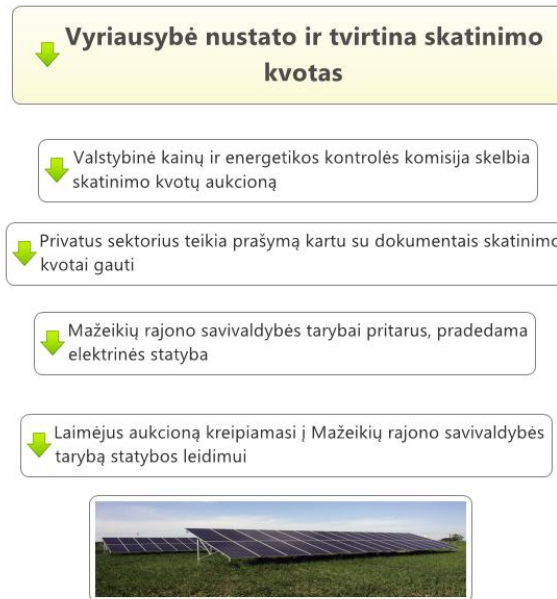 Vyriausybė nustato ir tvirtina skatinimo
kvotas
Valstybinė kainų ir energetikos kontrolės komisija skelbia
skatinimo kvotų aukcioną
Privatus sektorius teikia prašymą kartu su dokumentais skatinimo
kvotai gauti
Mažeikių rajono savivaldybės tarybai pritarus, pradedama
elektrinės statyba
Laimėjus aukcioną kreipiamasi į Mažeikių rajono savivaldybės
tarybą statybos leidimui